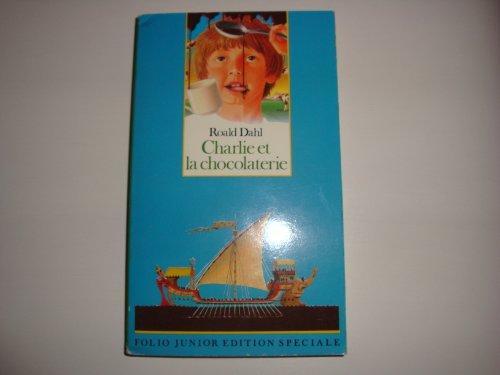 Roald Dahl
Charlie et
la chocolaterie
FOLIO JUNIOR EDITION SPECIALE